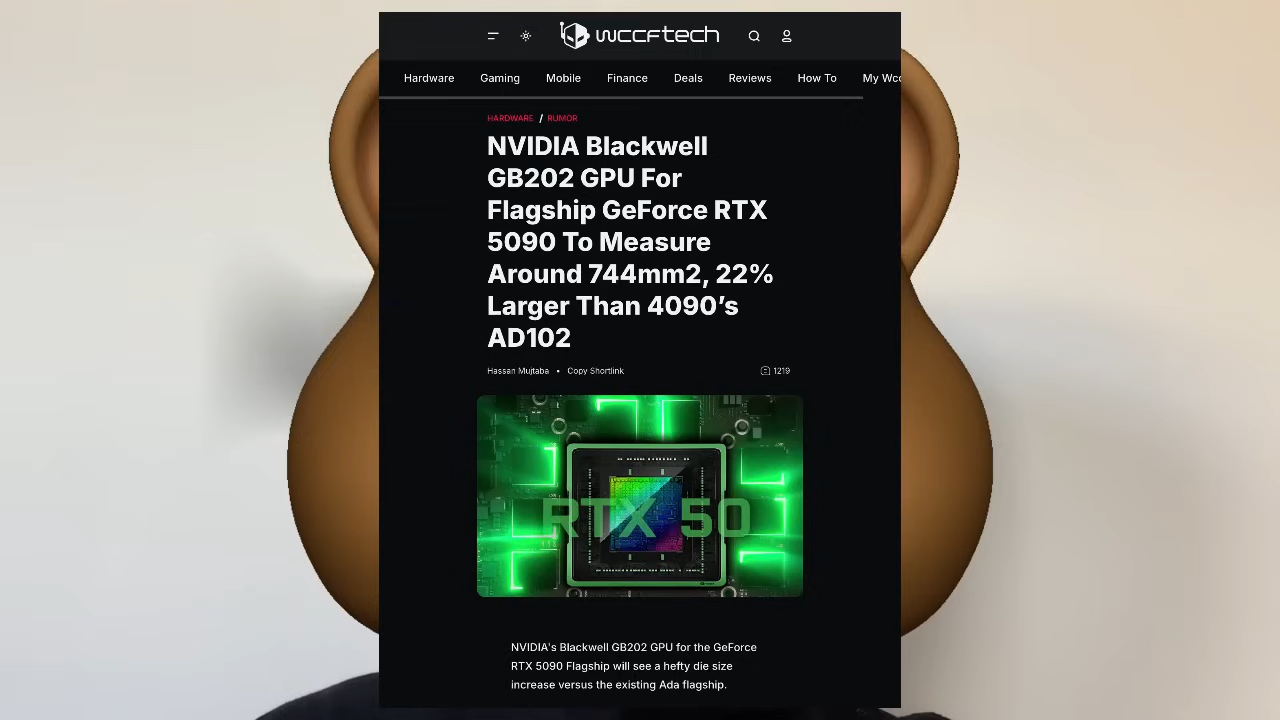 wccftech
Hardware Gaming Mobile Finance Deals Reviews How To My Wcc
HARDWARE / RUMOR
NVIDIA Blackwell
GB202 GPU For
Flagship GeForce RTX
5090 To Measure
Around 744mm2, 22%
Larger Than 4090’s
AD102
Hassan Mujtaba • Copy Shortlink 1219
RTX 50
NVIDIA's Blackwell GB202 GPU for the GeForce
RTX 5090 Flagship will see a hefty die size
increase versus the existing Ada flagship.